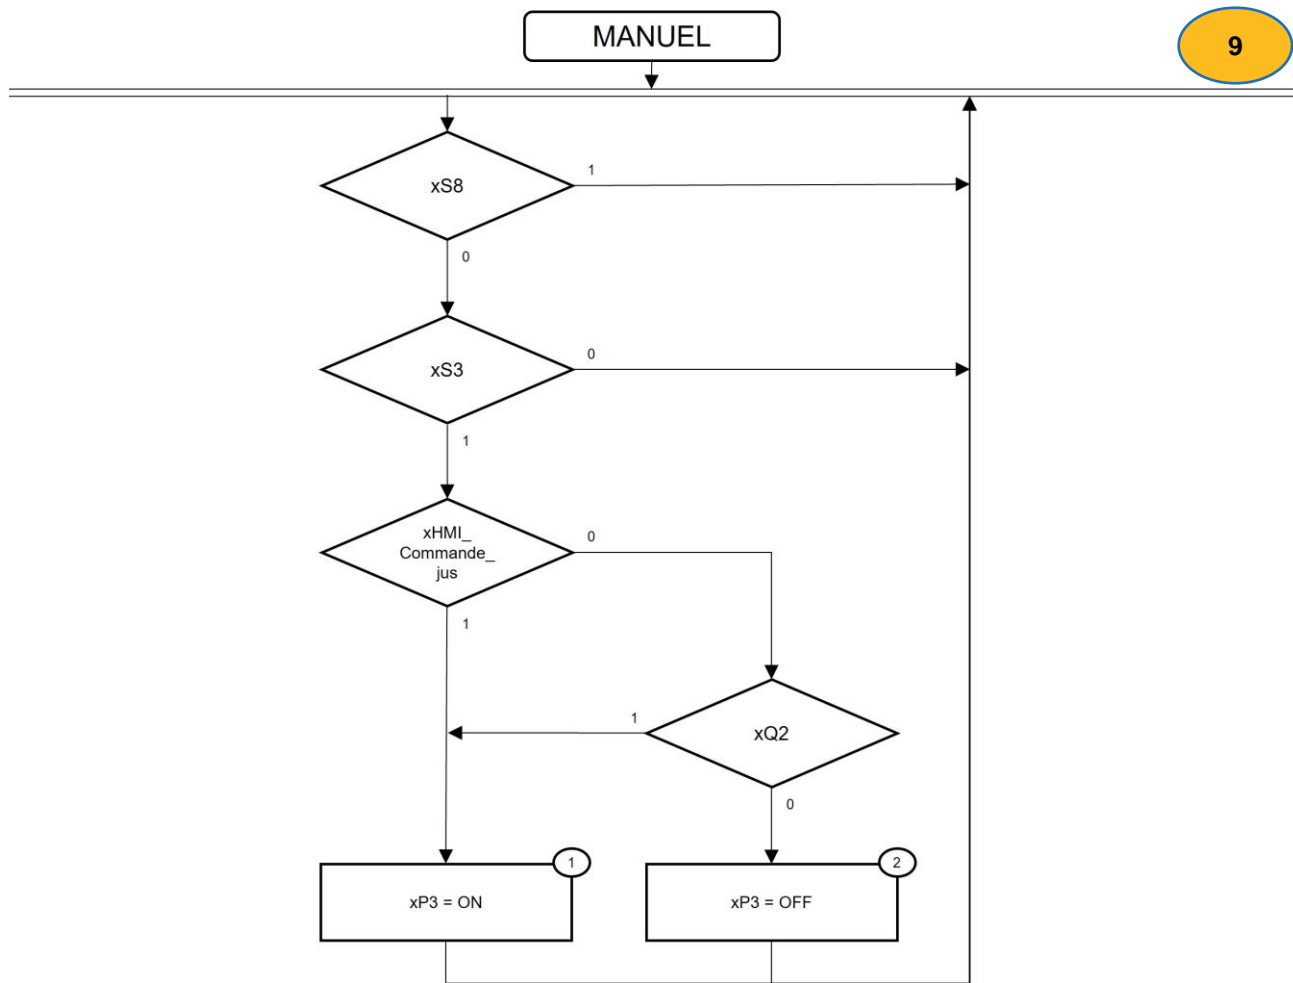 MANUEL
9
xS8
1
0
xS3
0
1
xHMI_
Commande_
jus
0
1
xQ2
1
0
1
xP3 = ON
2
xP3 = OFF